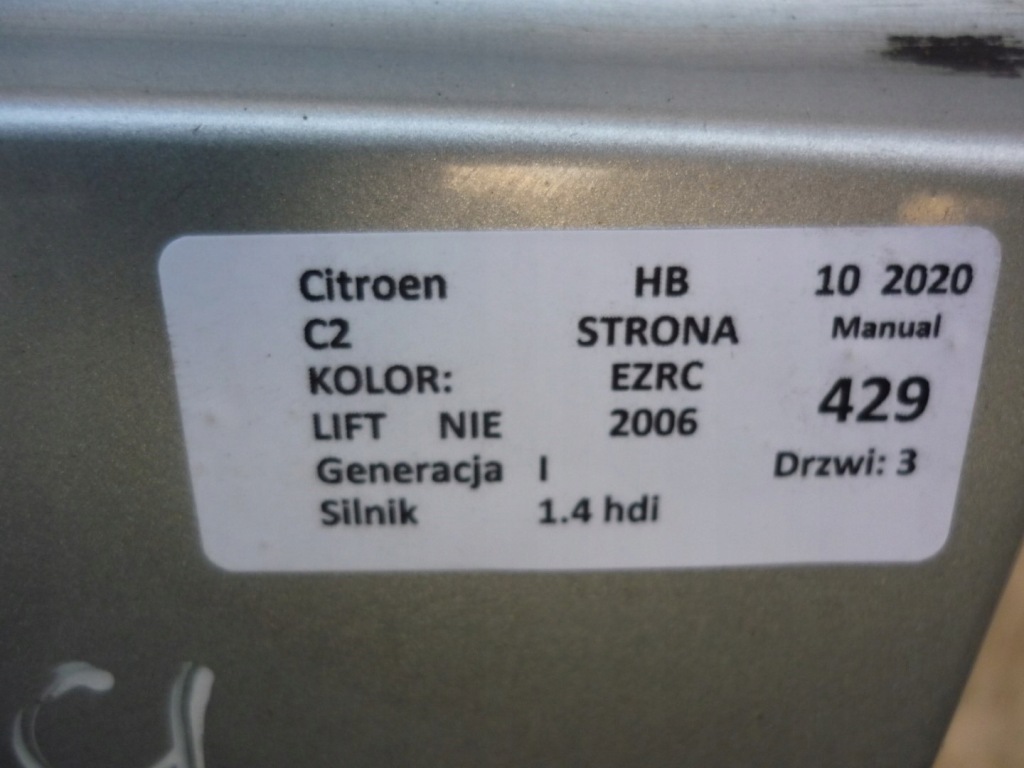 Citroen HB 10 2020
C2 STRONA Manual
KOLOR: EZRC 429
LIFT NIE 2006
Generacja I Drzwi: 3
Silnik 1.4 hdi